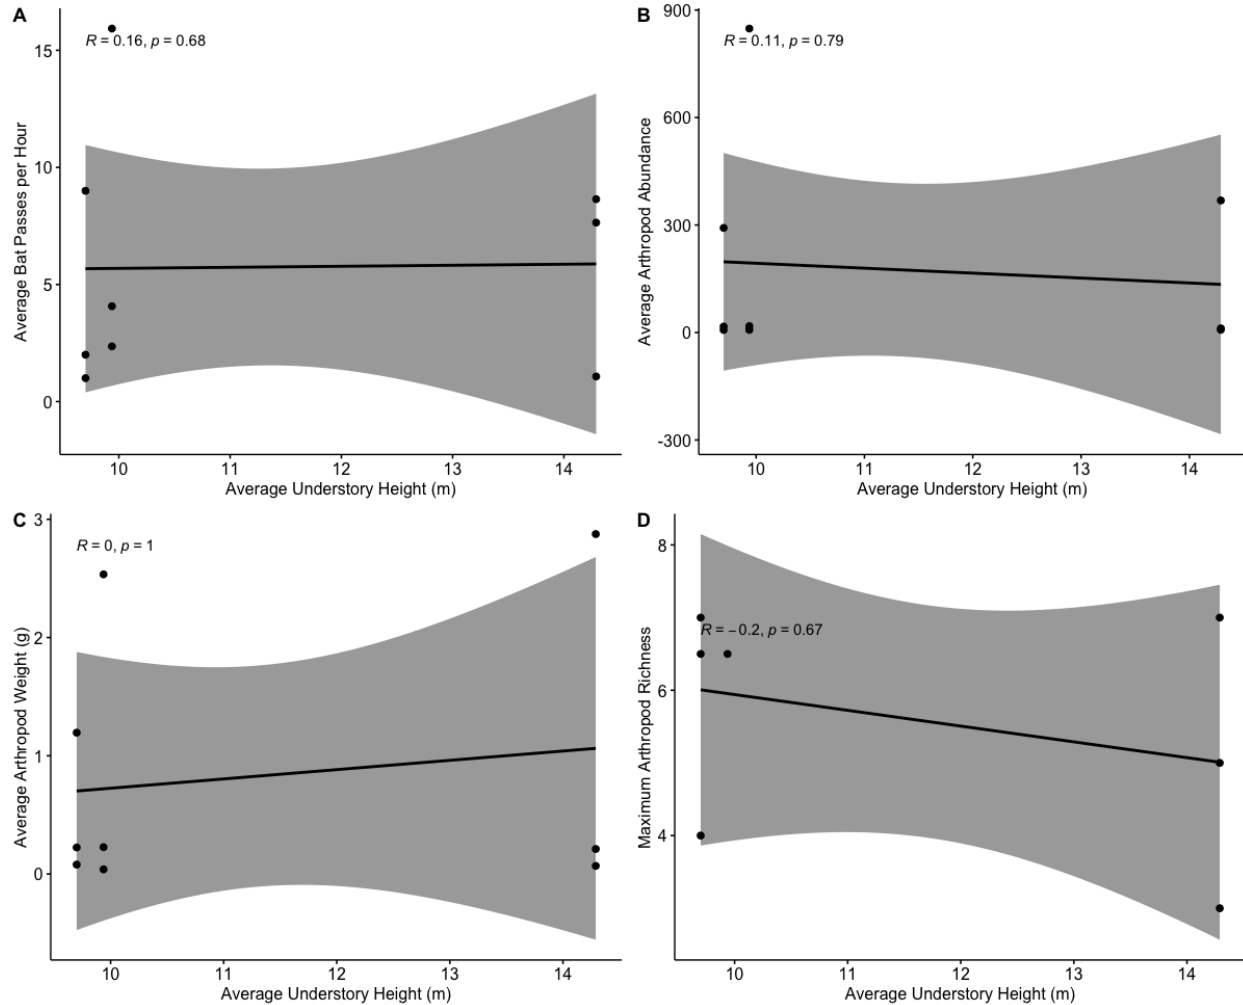 A
R = 0.16, p = 0.68
15
10
5
0
Average Bat Passes per Hour
10 11 12 13 14
Average Understory Height (m)
B
R = 0.11, p = 0.79
900
600
300
0
-300
Average Arthropod Abundance
10 11 12 13 14
Average Understory Height (m)
C
R = 0, p = 1
3
2
1
0
Average Arthropod Weight (g)
10 11 12 13 14
Average Understory Height (m)
D
R = −0.2, p = 0.67
8
6
4
Maximum Arthropod Richness
10 11 12 13 14
Average Understory Height (m)